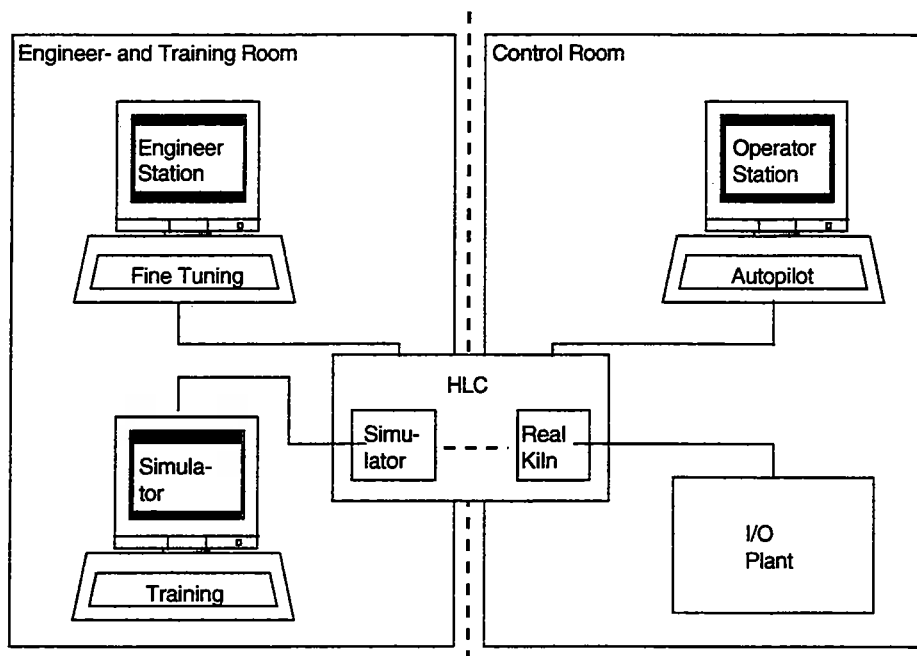 Engineer- and Training Room
Control Room
Engineer
Station
Fine Tuning
Operator
Station
Autopilot
HLC
Simu-
lator
Real
Kiln
Simula-
tor
Training
I/O
Plant